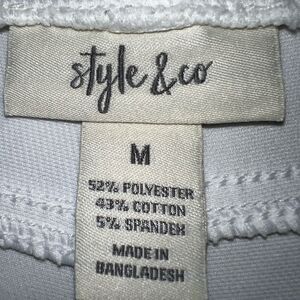 style & co
M
52% POLYESTER
43% COTTON
5% SPANDEX
MADE IN
BANGLADESH